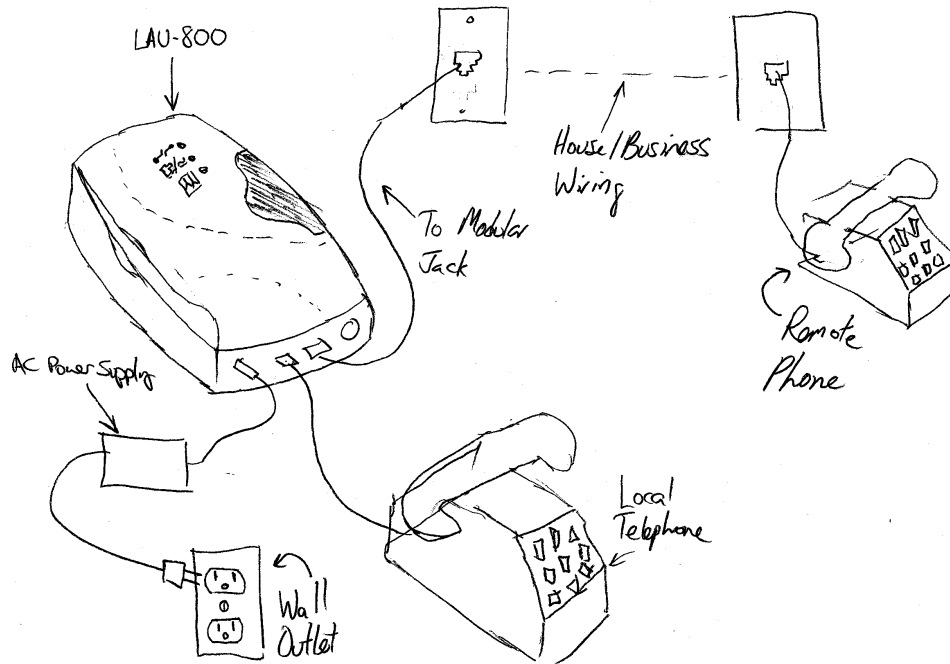 LAU-800
House/Business
Wiring
To Modular
Jack
Remote
Phone
AC Power Supply
Local
Telephone
Wall
Outlet